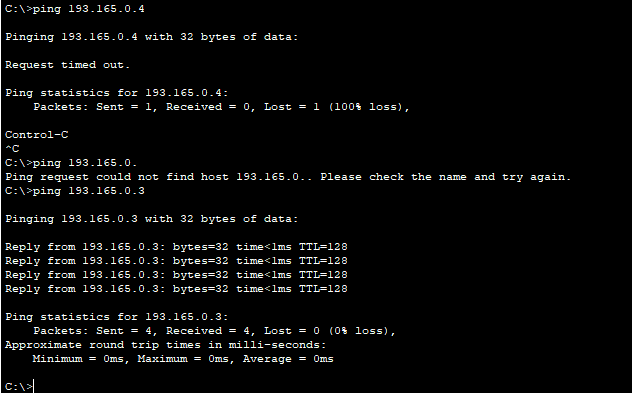 C:\>ping 193.165.0.4
Pinging 193.165.0.4 with 32 bytes of data:
Request timed out.
Ping statistics for 193.165.0.4:
Packets: Sent = 1, Received = 0, Lost = 1 (100% loss),
Control-C
^C
C:\>ping 193.165.0.
Ping request could not find host 193.165.0.. Please check the name and try again.
C:\>ping 193.165.0.3
Pinging 193.165.0.3 with 32 bytes of data:
Reply from 193.165.0.3: bytes=32 time<1ms TTL=128
Reply from 193.165.0.3: bytes=32 time<1ms TTL=128
Reply from 193.165.0.3: bytes=32 time<1ms TTL=128
Reply from 193.165.0.3: bytes=32 time<1ms TTL=128
Ping statistics for 193.165.0.3:
Packets: Sent = 4, Received = 4, Lost = 0 (0% loss),
Approximate round trip times in milli-seconds:
Minimum = 0ms, Maximum = 0ms, Average = 0ms
C:\>